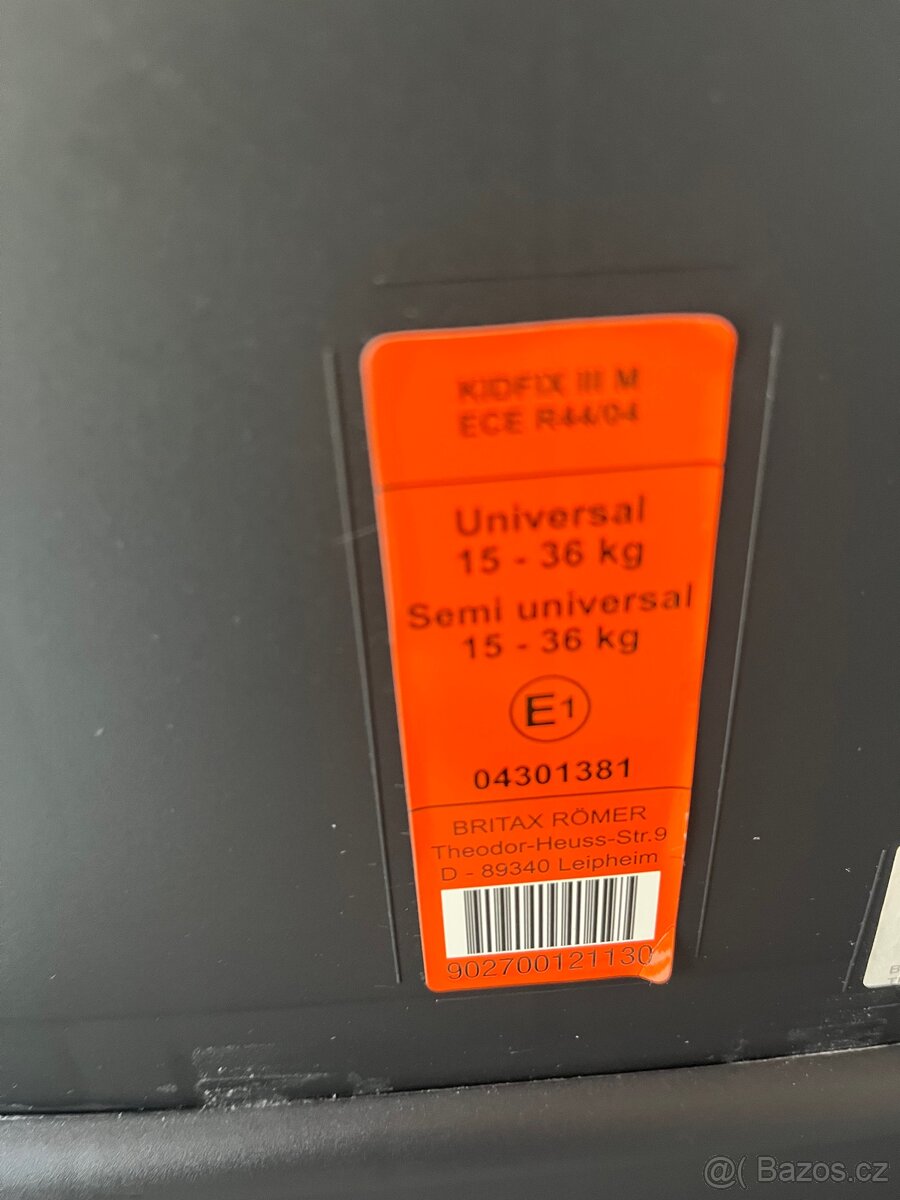 KIDFIX III M
ECE R44/04
Universal
15 - 36 kg
Semi universal
15 - 36 kg
E1
04301381
BRITAX RÖMER
Theodor-Heuss-Str.9
D - 89340 Leipheim
902700121130
@( Bazos.cz